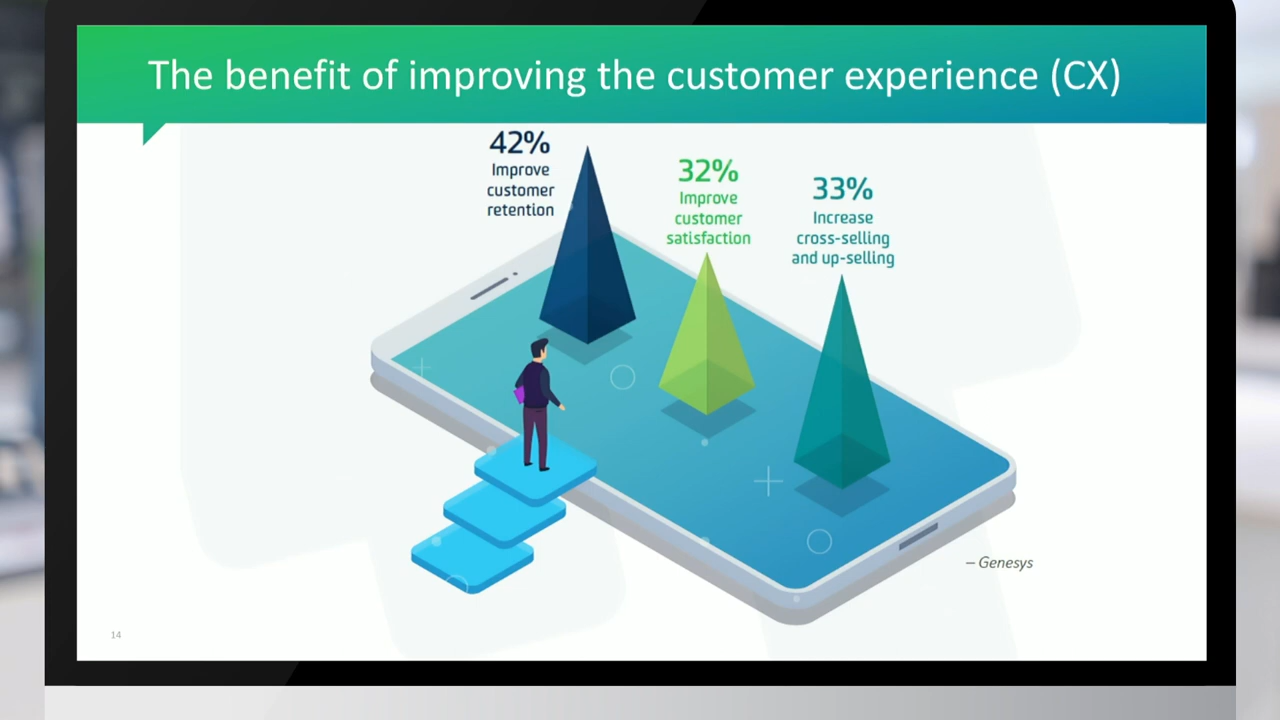 The benefit of improving the customer experience (CX)
42%
Improve
customer
retention
32%
Improve
customer
satisfaction
33%
Increase
cross-selling
and up-selling
– Genesys
14